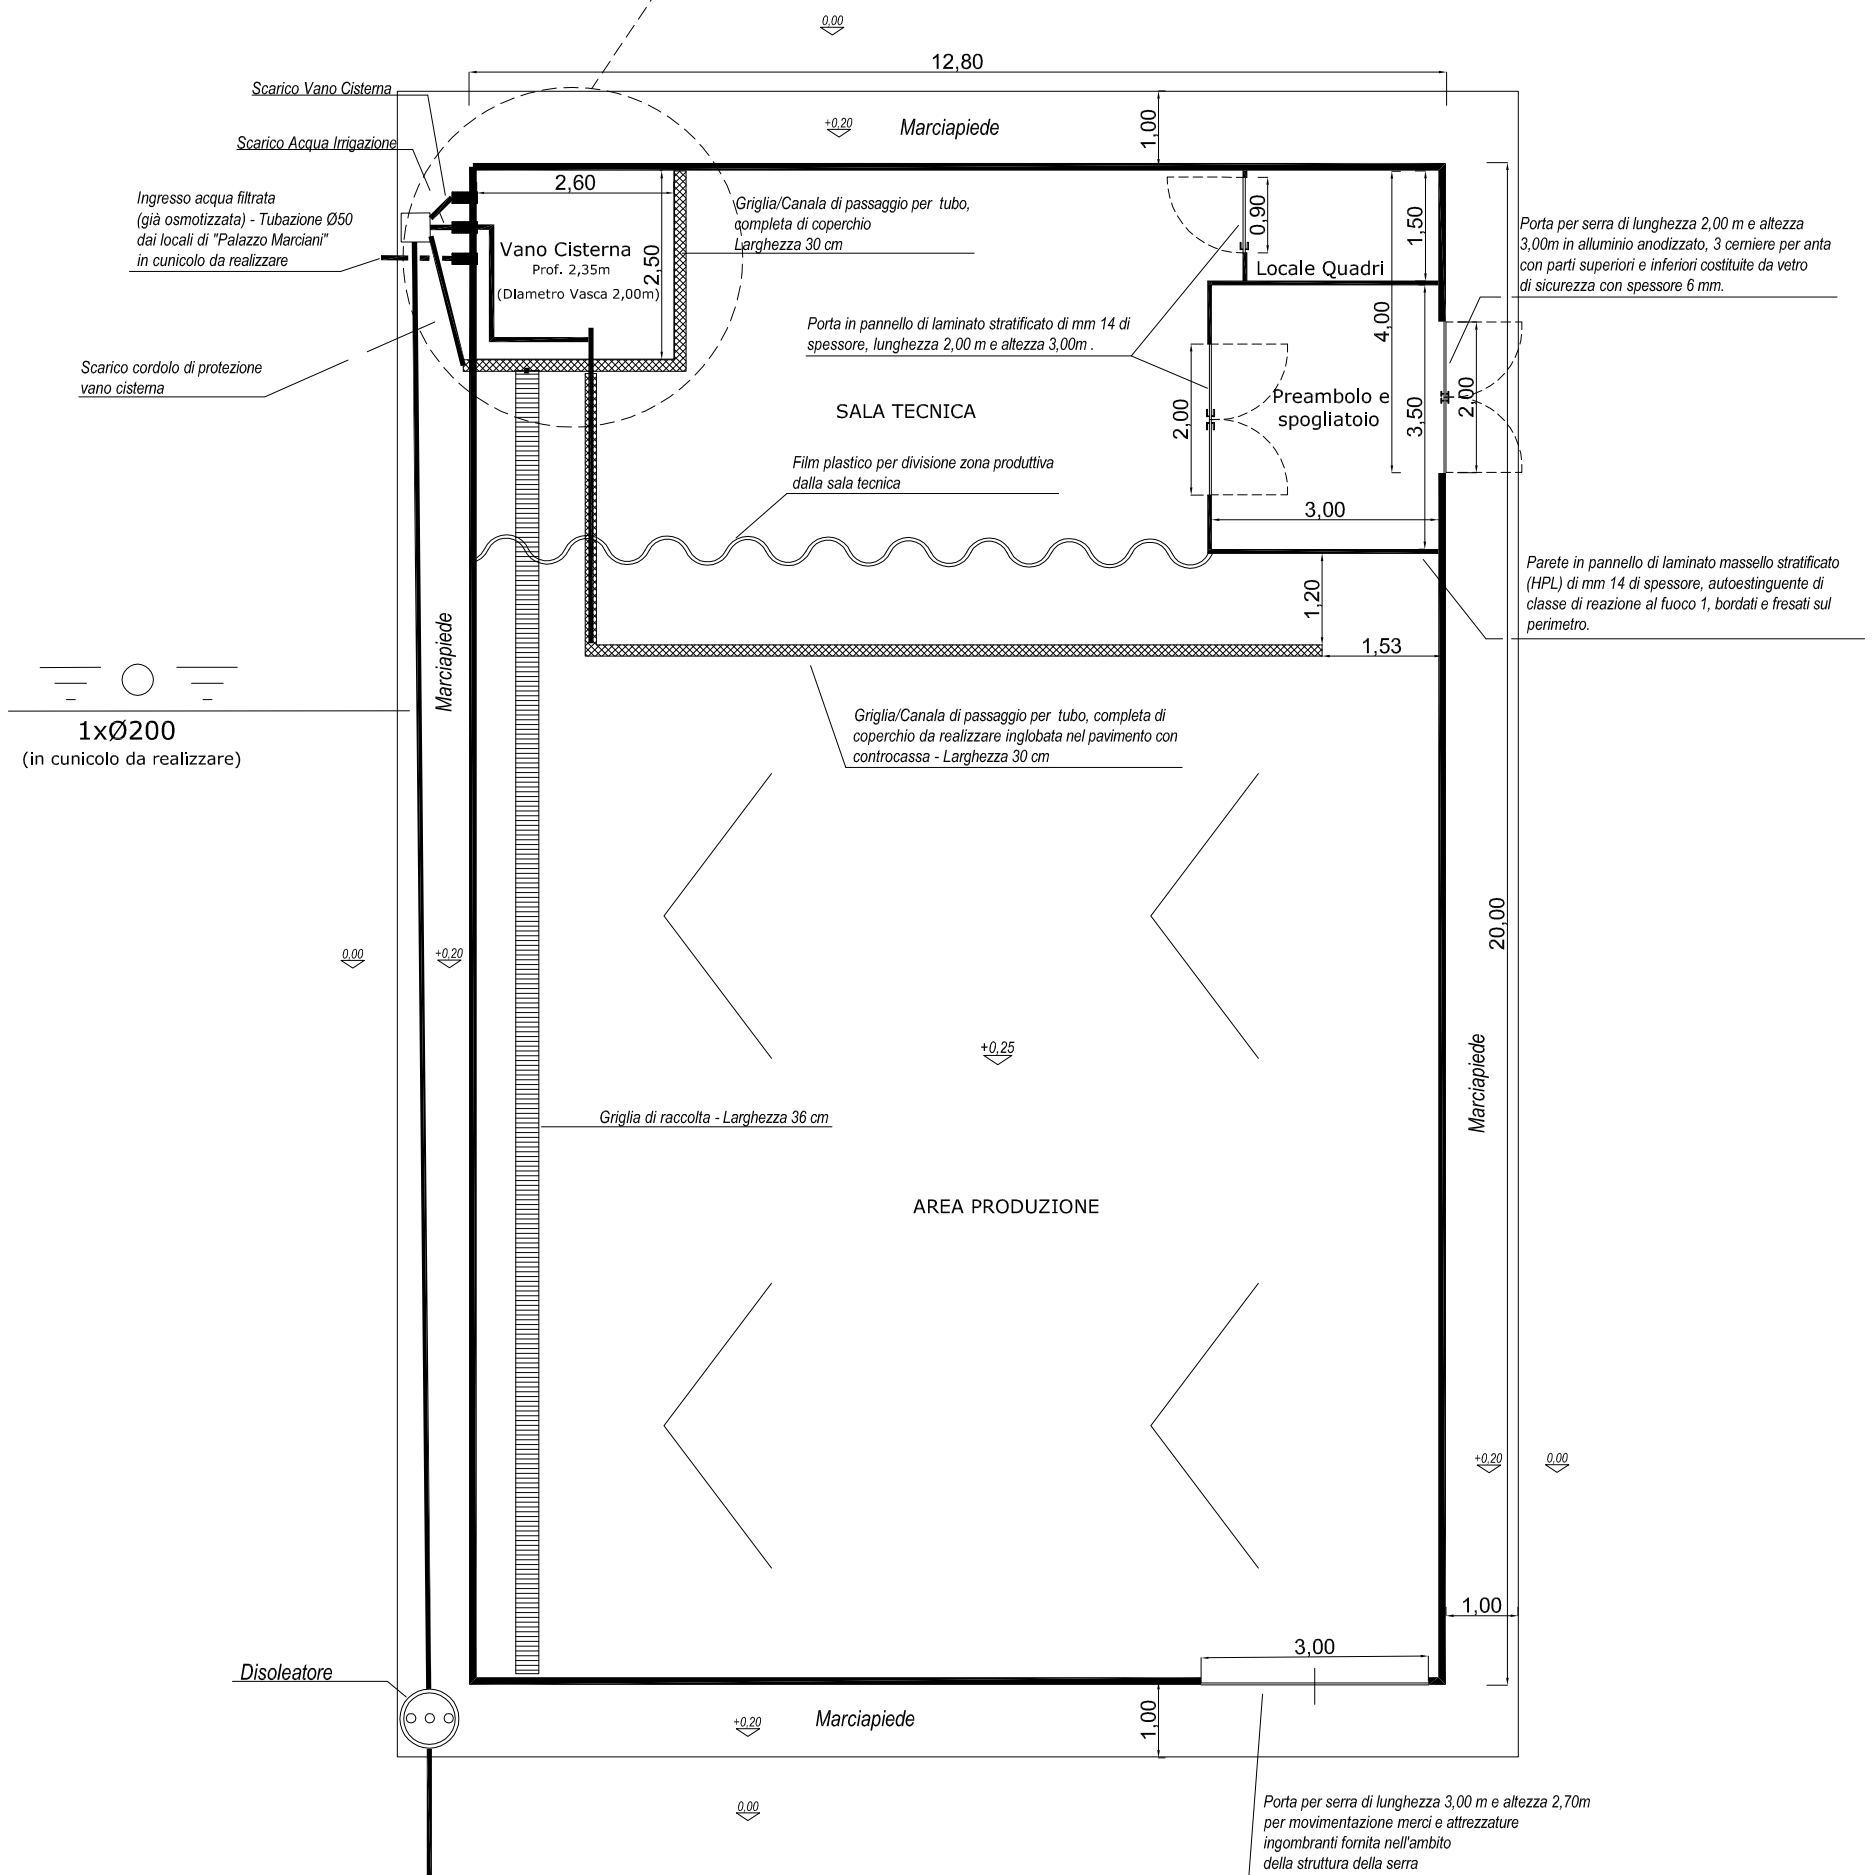 0,00
12,80
Scarico Vano Cisterna
+0,20
Marciapiede
1,00
Scarico Acqua Irrigazione
Ingresso acqua filtrata
(già osmotizzata) - Tubazione Ø50
dai locali di "Palazzo Marciani"
in cunicolo da realizzare
2,60
Vano Cisterna
Prof. 2,35m
(Diametro Vasca 2,00m)
2,50
Griglia/Canala di passaggio per tubo,
completa di coperchio
Larghezza 30 cm
0,90
1,50
Locale Quadri
4,00
Porta per serra di lunghezza 2,00 m e altezza
3,00m in alluminio anodizzato, 3 cerniere per anta
con parti superiori e inferiori costituite da vetro
di sicurezza con spessore 6 mm.
Porta in pannello di laminato stratificato di mm 14 di
spessore, lunghezza 2,00 m e altezza 3,00m .
Scarico cordolo di protezione
vano cisterna
SALA TECNICA
2,00
Preambolo e
spogliatoio
3,50
2,00
Film plastico per divisione zona produttiva
dalla sala tecnica
3,00
Parete in pannello di laminato massello stratificato
(HPL) di mm 14 di spessore, autoestinguente di
classe di reazione al fuoco 1, bordati e fresati sul
perimetro.
1,20
1,53
Marciapiede
1xØ200
(in cunicolo da realizzare)
Griglia/Canala di passaggio per tubo, completa di
coperchio da realizzare inglobata nel pavimento con
controcassa - Larghezza 30 cm
20,00
0,00
+0,20
+0,25
Marciapiede
Griglia di raccolta - Larghezza 36 cm
AREA PRODUZIONE
+0,20
0,00
1,00
3,00
Disoleatore
+0,20
Marciapiede
1,00
0,00
Porta per serra di lunghezza 3,00 m e altezza 2,70m
per movimentazione merci e attrezzature
ingombranti fornita nell'ambito
della struttura della serra